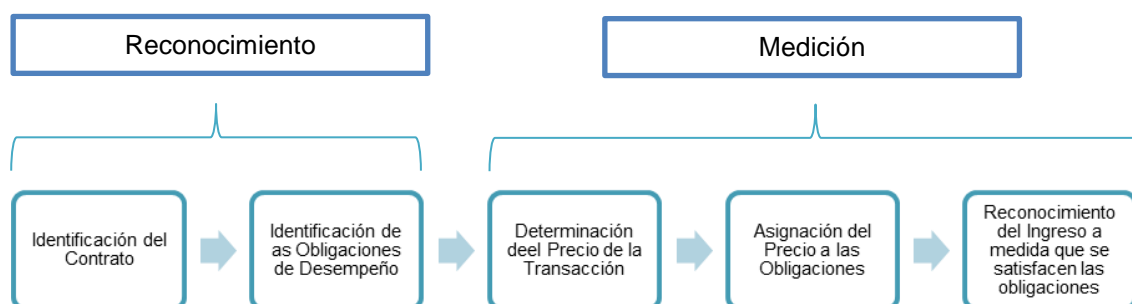 Reconocimiento
Medición
Identificación del
Contrato
Identificación de
as Obligaciones
de Desempeño
Determinación
deel Precio de la
Transacción
Asignación del
Precio a las
Obligaciones
Reconocimiento
del Ingreso a
medida que se
satisfacen las
obligaciones